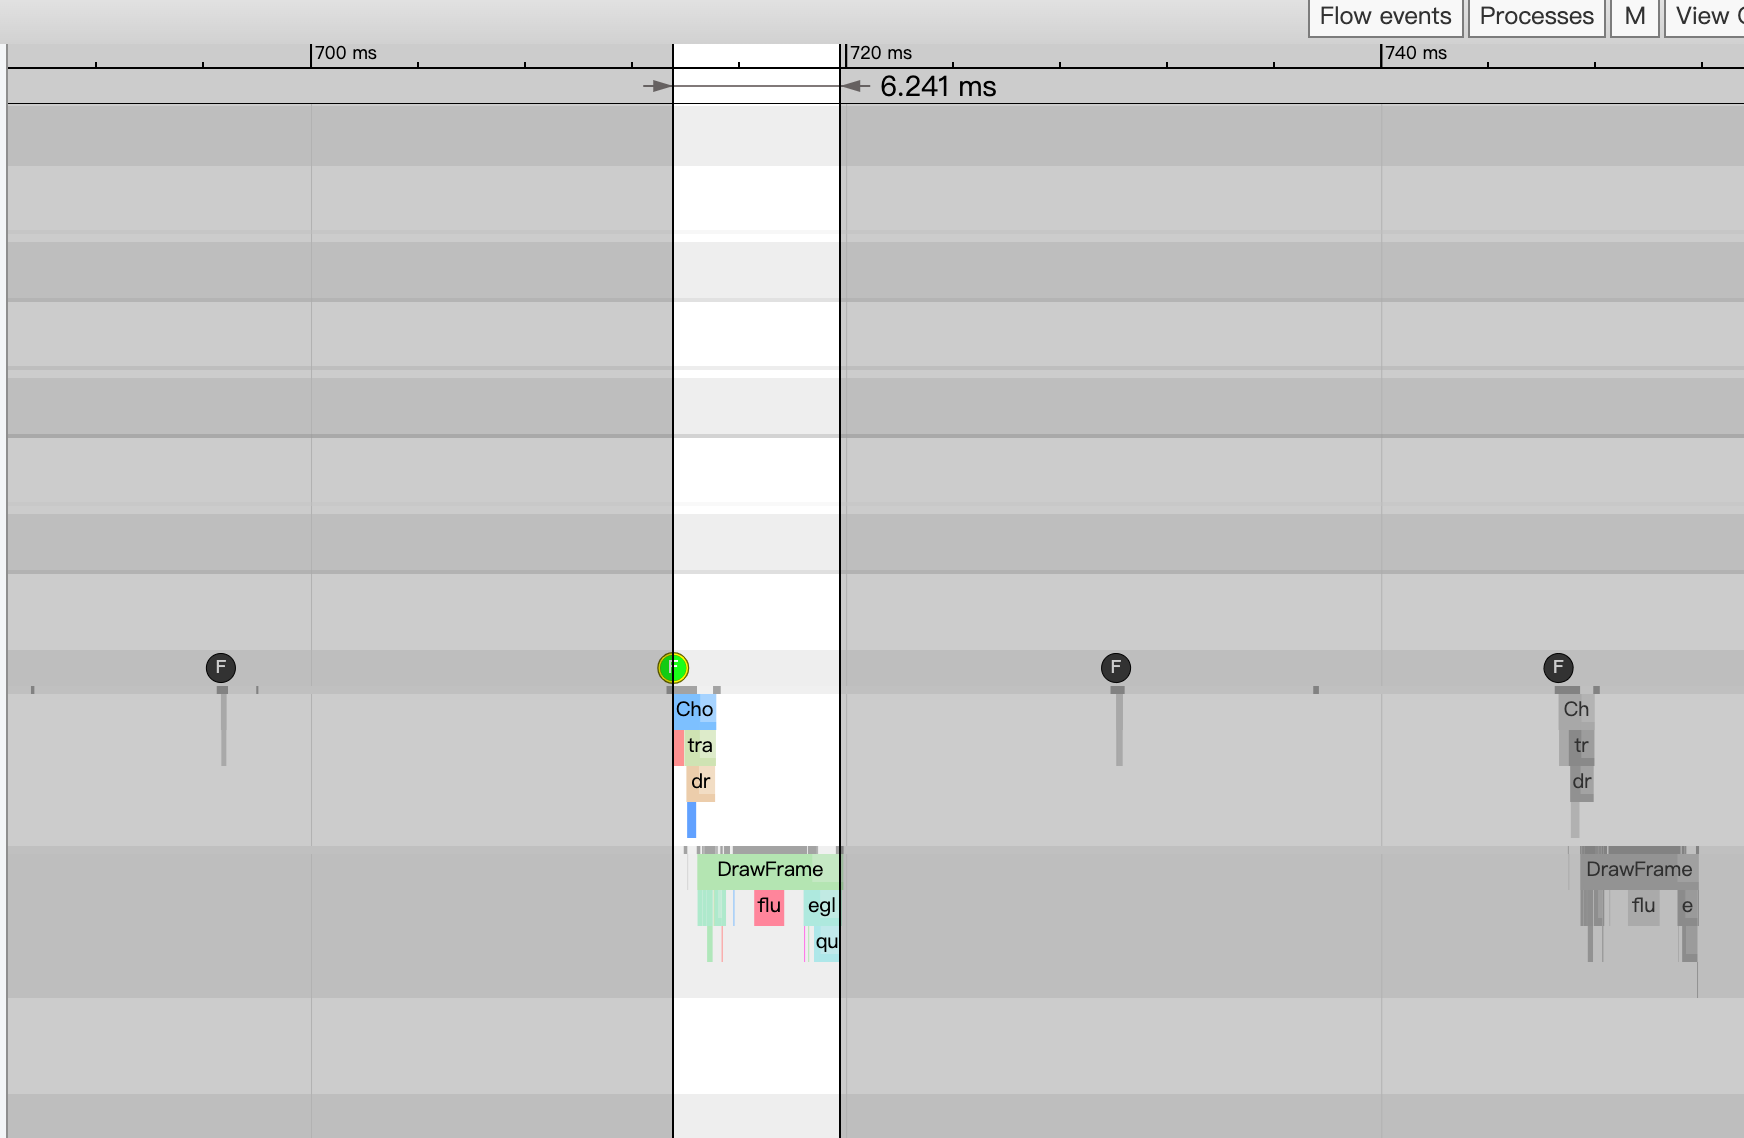 Flow events Processes M View
700 ms 720 ms 740 ms
6.241 ms
F F F F
Cho Ch
tra tr
dr dr
DrawFrame DrawFrame
flu egl flu e
qu